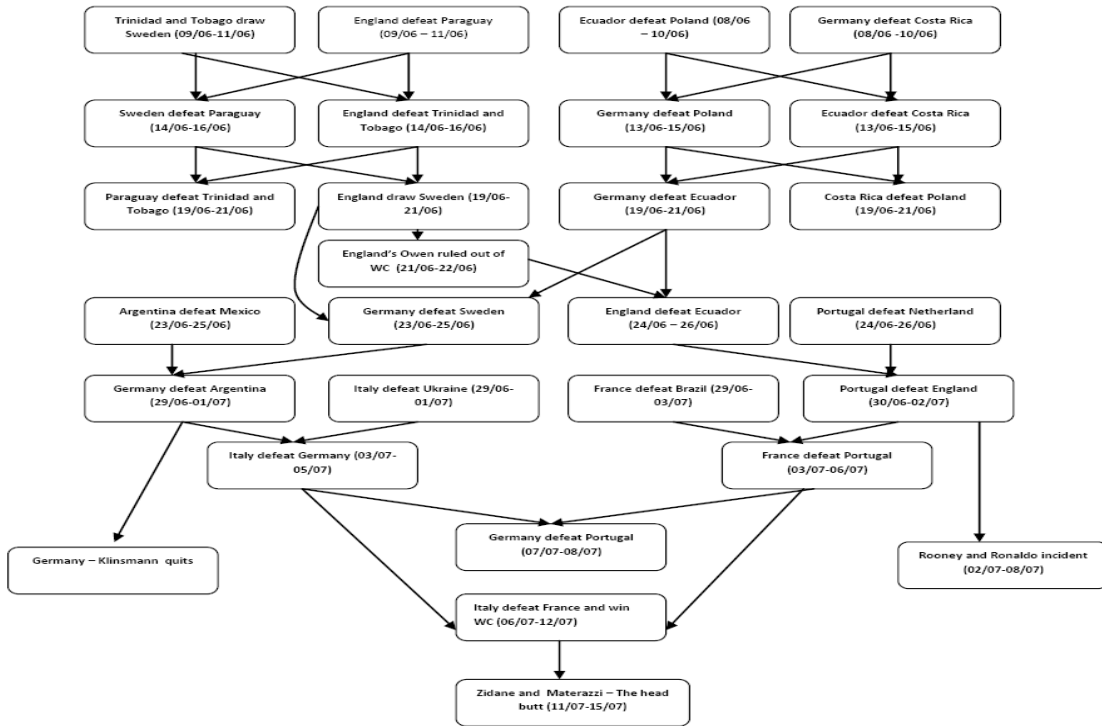 Trinidad and Tobago draw
Sweden (09/06-11/06)
England defeat Paraguay
(09/06 – 11/06)
Ecuador defeat Poland (08/06
– 10/06)
Germany defeat Costa Rica
(08/06 -10/06)
Sweden defeat Paraguay
(14/06-16/06)
England defeat Trinidad and
Tobago (14/06-16/06)
Germany defeat Poland
(13/06-15/06)
Ecuador defeat Costa Rica
(13/06-15/06)
Paraguay defeat Trinidad and
Tobago (19/06-21/06)
England draw Sweden (19/06-
21/06)
Germany defeat Ecuador
(19/06-21/06)
Costa Rica defeat Poland
(19/06-21/06)
England's Owen ruled out of
WC (21/06-22/06)
Argentina defeat Mexico
(23/06-25/06)
Germany defeat Sweden
(23/06-25/06)
England defeat Ecuador
(24/06 – 26/06)
Portugal defeat Netherland
(24/06-26/06)
Germany defeat Argentina
(29/06-01/07)
Italy defeat Ukraine (29/06-
01/07)
France defeat Brazil (29/06-
03/07)
Portugal defeat England
(30/06-02/07)
Italy defeat Germany (03/07-
05/07)
France defeat Portugal
(03/07-06/07)
Germany defeat Portugal
(07/07-08/07)
Germany – Klinsmann quits
Rooney and Ronaldo incident
(02/07-08/07)
Italy defeat France and win
WC (06/07-12/07)
Zidane and Materazzi – The head
butt (11/07-15/07)